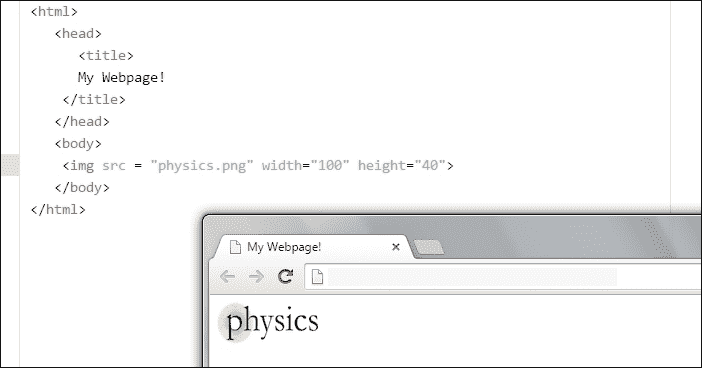 <html>
<head>
<title>
My Webpage!
</title>
</head>
<body>
<img src = "physics.png" width="100" height="40">
</body>
</html>
My Webpage!
physics